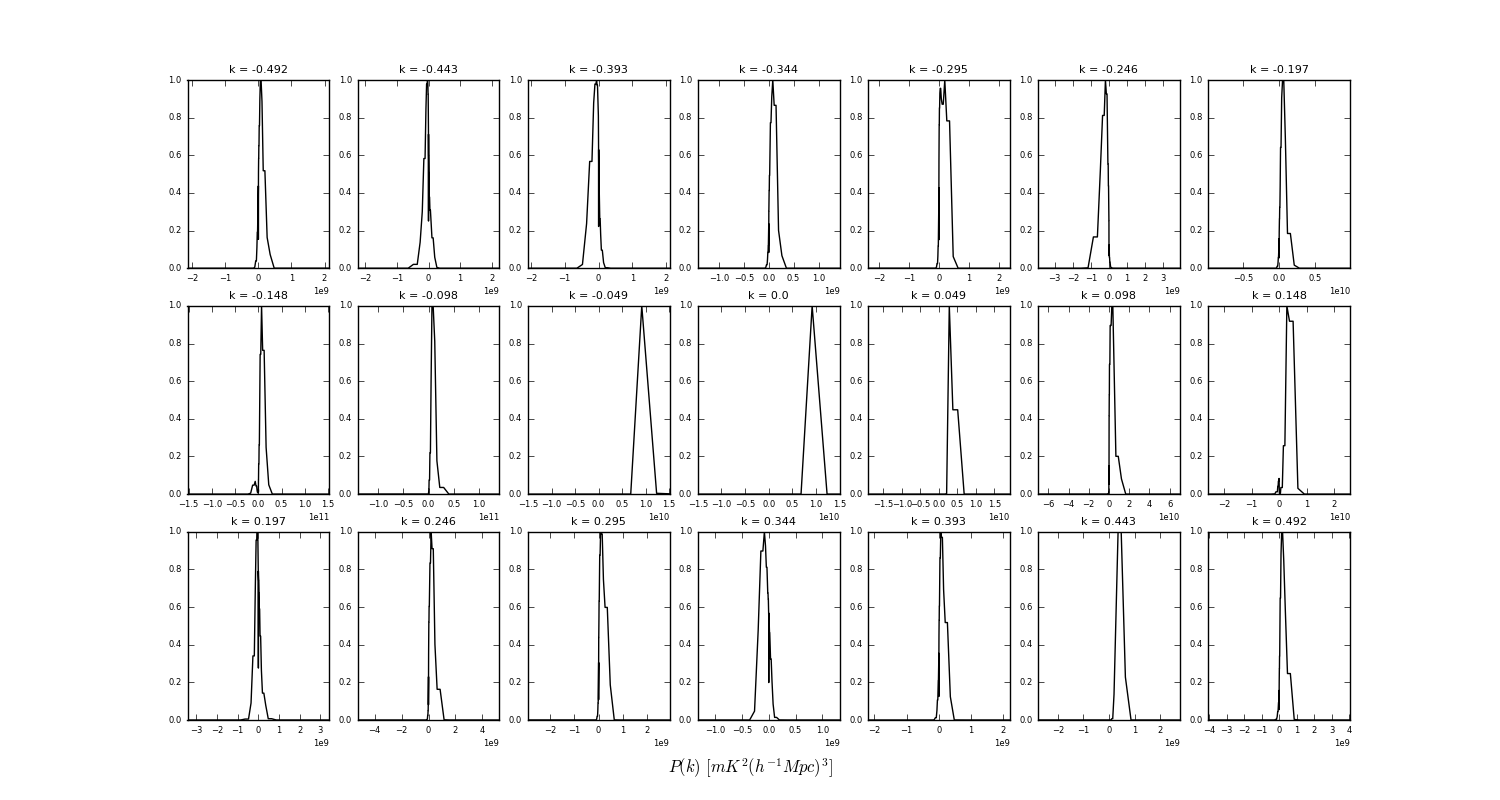 k = -0.492 k = -0.443 k = -0.393 k = -0.344 k = -0.295 k = -0.246 k = -0.197
1.0 1.0 1.0 1.0 1.0 1.0 1.0
0.8 0.8 0.8 0.8 0.8 0.8 0.8
0.6 0.6 0.6 0.6 0.6 0.6 0.6
0.4 0.4 0.4 0.4 0.4 0.4 0.4
0.2 0.2 0.2 0.2 0.2 0.2 0.2
0.0 0.0 0.0 0.0 0.0 0.0 0.0
−2 −1 0 1 2 −2 −1 0 1 2 −2 −1 0 1 2 −1.0 −0.5 0.0 0.5 1.0 −2 −1 0 1 2 −3 −2 −1 0 1 2 3 −0.5 0.0 0.5
1e9 1e9 1e9 1e9 1e9 1e9 1e10
k = -0.148 k = -0.098 k = -0.049 k = 0.0 k = 0.049 k = 0.098 k = 0.148
1.0 1.0 1.0 1.0 1.0 1.0 1.0
0.8 0.8 0.8 0.8 0.8 0.8 0.8
0.6 0.6 0.6 0.6 0.6 0.6 0.6
0.4 0.4 0.4 0.4 0.4 0.4 0.4
0.2 0.2 0.2 0.2 0.2 0.2 0.2
0.0 0.0 0.0 0.0 0.0 0.0 0.0
−1.5 −1.0 −0.5 0.0 0.5 1.0 1.5 −1.0 −0.5 0.0 0.5 1.0 −1.5 −1.0 −0.5 0.0 0.5 1.0 1.5 −1.5 −1.0 −0.5 0.0 0.5 1.0 1.5 −1.5 −1.0 −0.5 0.0 0.5 1.0 1.5 −6 −4 −2 0 2 4 6 −2 −1 0 1 2
1e11 1e11 1e10 1e10 1e10 1e10 1e10
k = 0.197 k = 0.246 k = 0.295 k = 0.344 k = 0.393 k = 0.443 k = 0.492
1.0 1.0 1.0 1.0 1.0 1.0 1.0
0.8 0.8 0.8 0.8 0.8 0.8 0.8
0.6 0.6 0.6 0.6 0.6 0.6 0.6
0.4 0.4 0.4 0.4 0.4 0.4 0.4
0.2 0.2 0.2 0.2 0.2 0.2 0.2
0.0 0.0 0.0 0.0 0.0 0.0 0.0
−3 −2 −1 0 1 2 3 −4 −2 0 2 4 −2 −1 0 1 2 −1.0 −0.5 0.0 0.5 1.0 −2 −1 0 1 2 −2 −1 0 1 2 −4 −3 −2 −1 0 1 2 3 4
1e9 1e9 1e9 1e9 1e9 1e9 1e9
P(k) [mK²(h⁻¹Mpc)³]